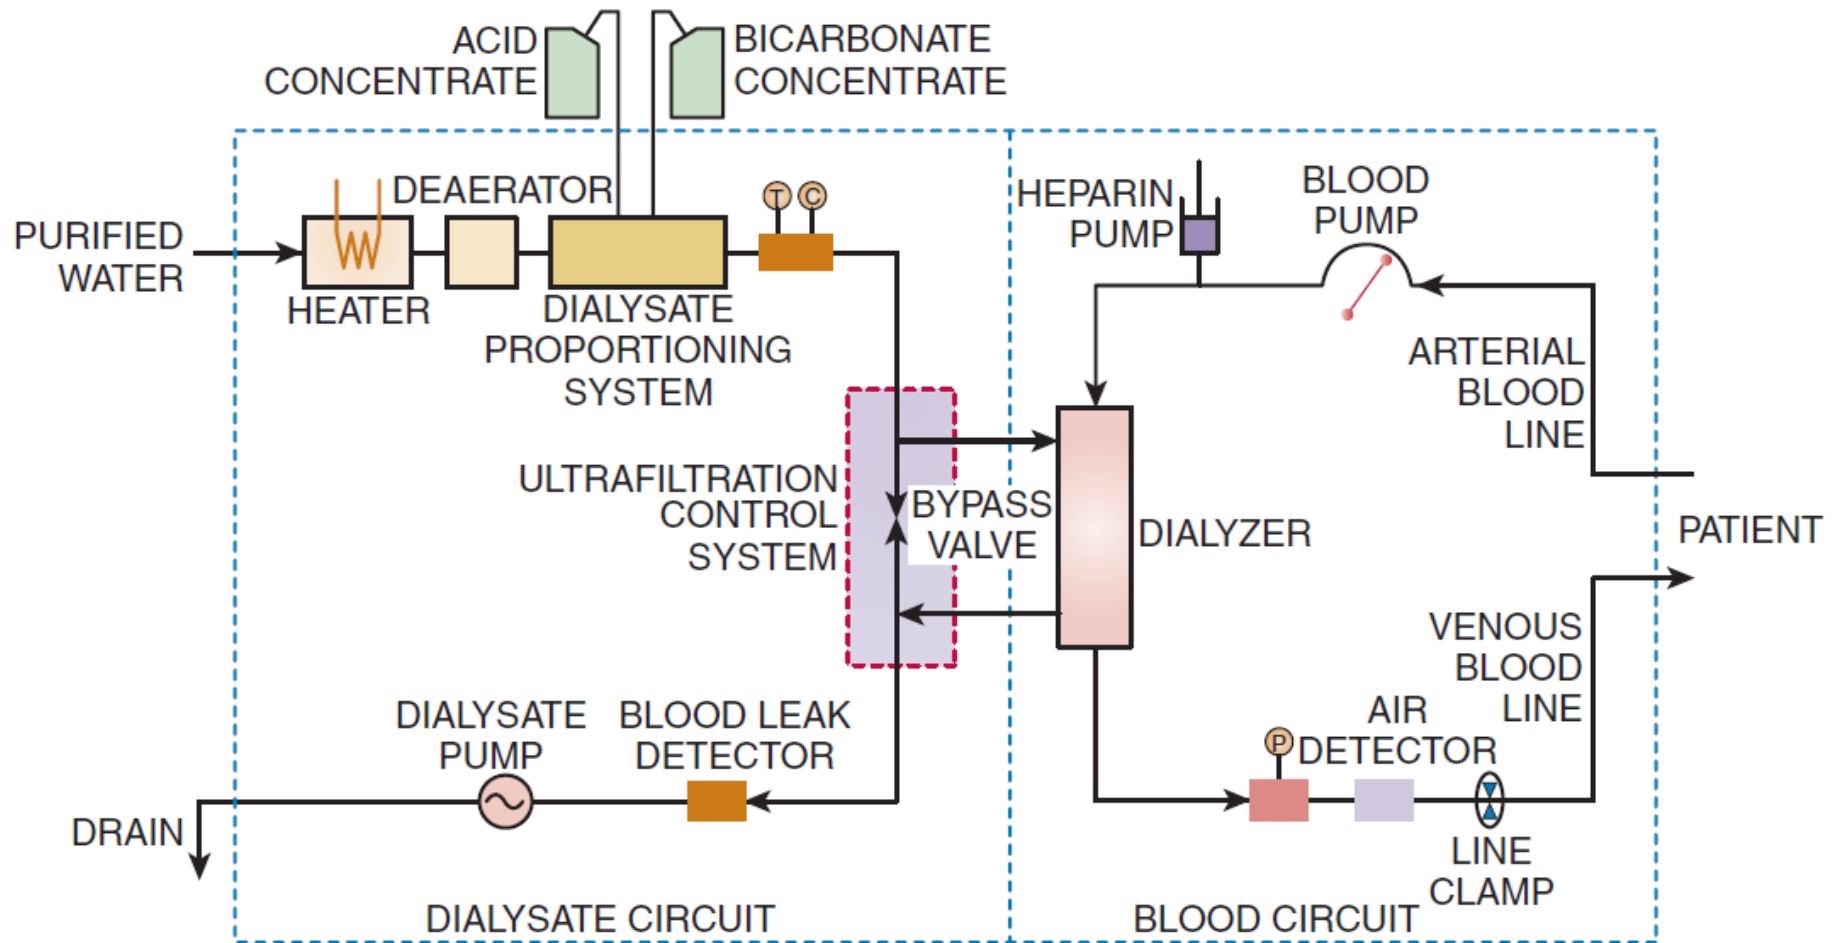 ACID
CONCENTRATE
BICARBONATE
CONCENTRATE
DEAERATOR
T
C
PURIFIED
WATER
HEATER
DIALYSATE
PROPORTIONING
SYSTEM
HEPARIN
PUMP
BLOOD
PUMP
ARTERIAL
BLOOD
LINE
ULTRAFILTRATION
CONTROL
SYSTEM
BYPASS
VALVE
DIALYZER
PATIENT
VENOUS
BLOOD
LINE
DIALYSATE
PUMP
BLOOD LEAK
DETECTOR
P
AIR
DETECTOR
DRAIN
LINE
CLAMP
DIALYSATE CIRCUIT
BLOOD CIRCUIT